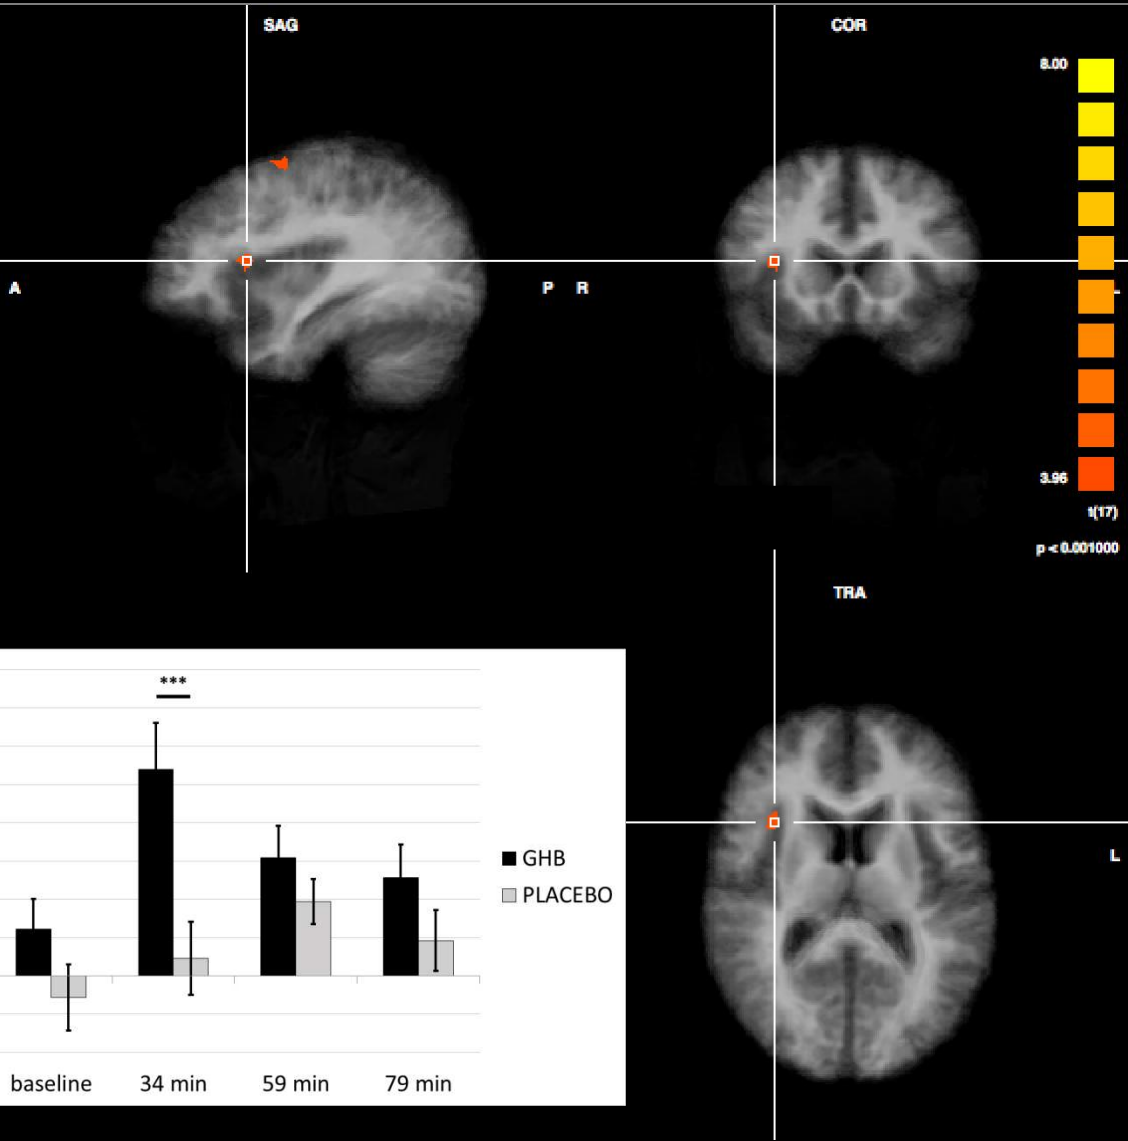 SAG
COR
8.00
A
P
R
L
3.96
t(17)
p < 0.001000
TRA
***
GHB
PLACEBO
L
baseline
34 min
59 min
79 min